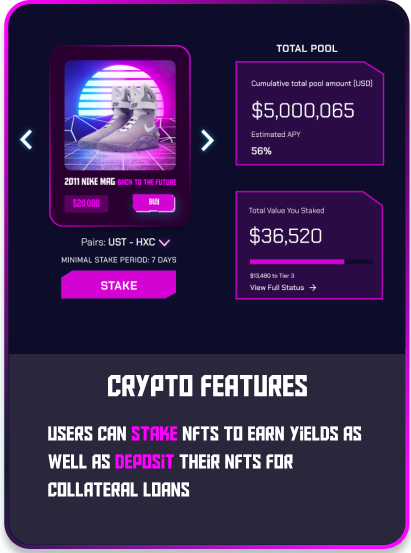 TOTAL POOL
Cumulative total pool amount (USD)
$5,000,065
Estimated APY
56%
2011 NIKE MAG BACK TO THE FUTURE
$20,000
BUY
Pairs: UST - HXC
MINIMAL STAKE PERIOD: 7 DAYS
STAKE
Total Value You Staked
$36,520
$13,480 to Tier 3
View Full Status →
CRYPTO FEATURES
USERS CAN STAKE NFTS TO EARN YIELDS AS
WELL AS DEPOSIT THEIR NFTS FOR
COLLATERAL LOANS